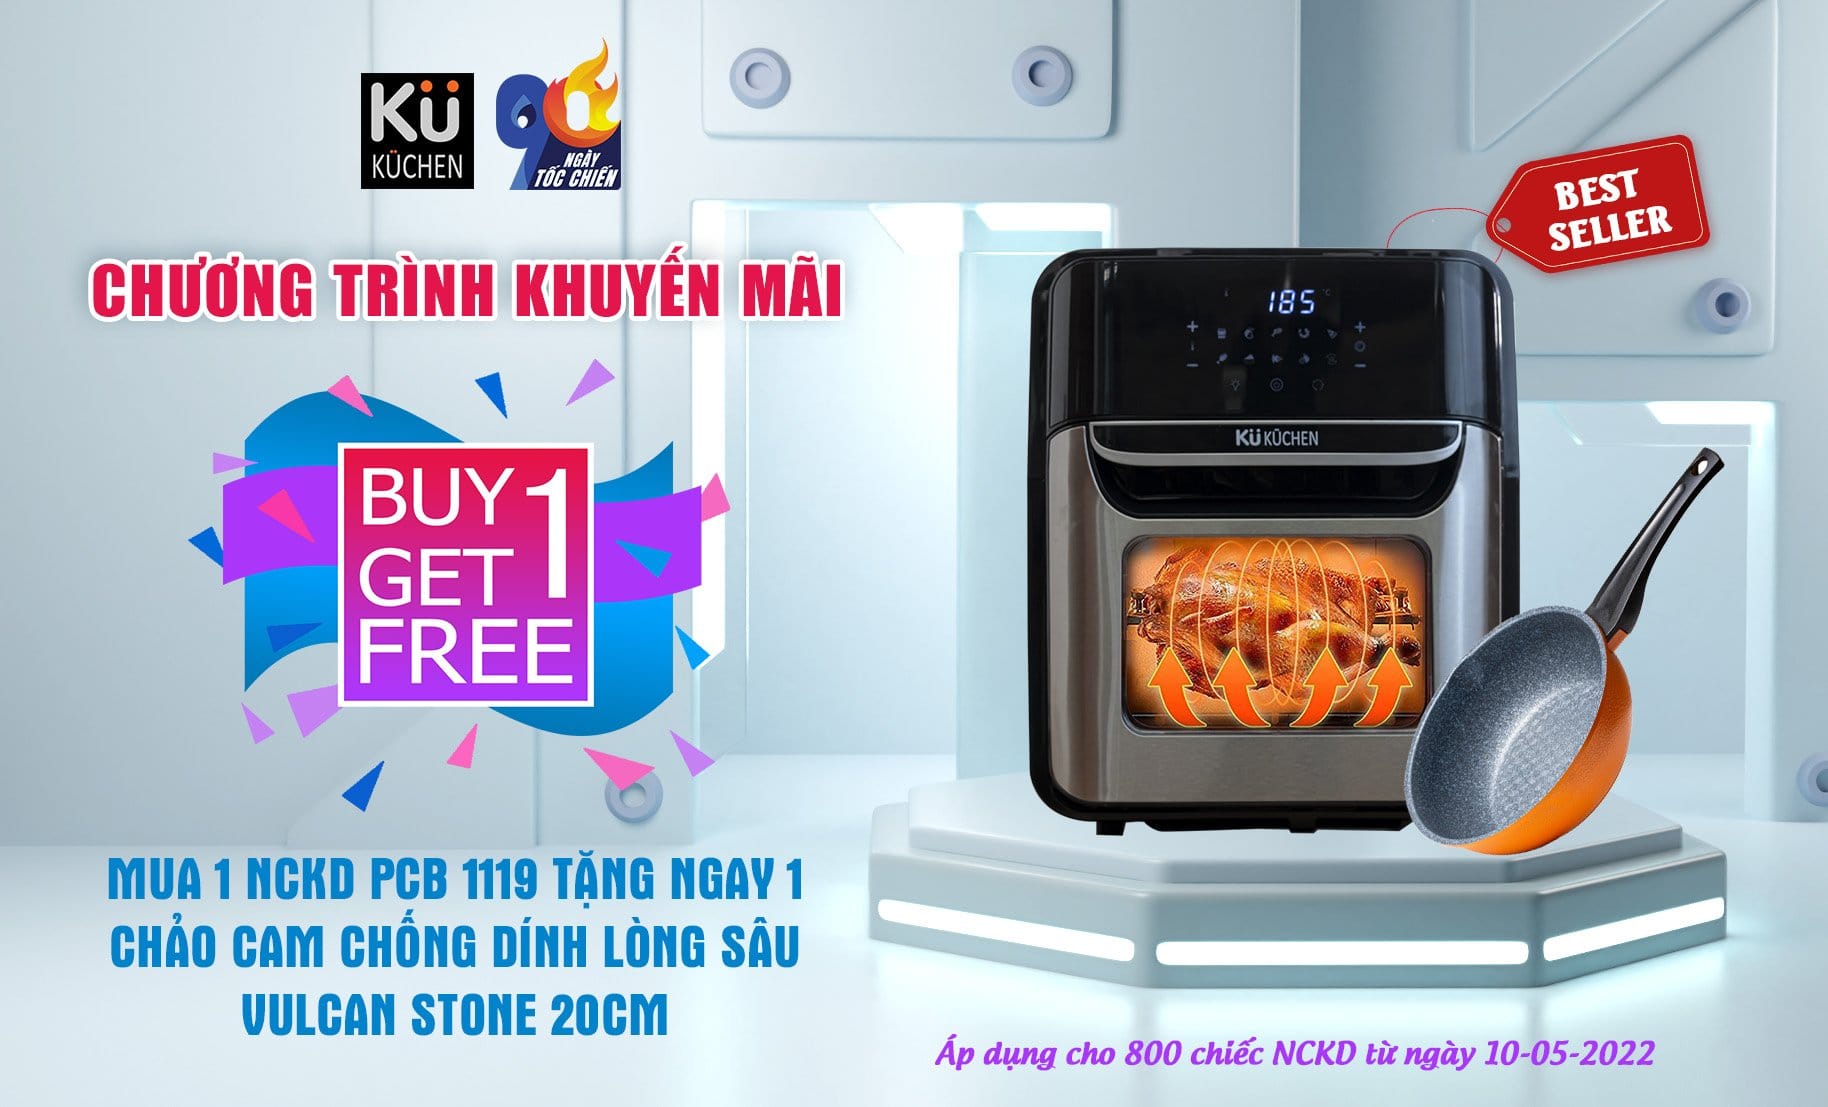 Kü
KÜCHEN
90
NGÀY
TỐC CHIẾN
CHƯƠNG TRÌNH KHUYẾN MÃI
BUY 1
GET
FREE
MUA 1 NCKD PCB 1119 TẶNG NGAY 1
CHẢO CAM CHỐNG DÍNH LÒNG SÂU
VULCAN STONE 20CM
BEST
SELLER
185 °C
KÜ KÜCHEN
Áp dụng cho 800 chiếc NCKD từ ngày 10-05-2022